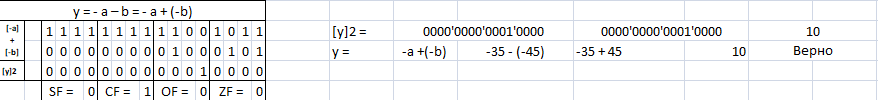 y = - a – b = - a + (-b)
[-a] 1 1 1 1 1 1 1 1 1 1 0 0 1 0 1 1 [y]2 = 0000'0000'0001'0000 0000'0000'0001'0000 10
+
[-b] 0 0 0 0 0 0 0 0 0 1 0 0 0 1 0 1 y = -a +(-b) -35 - (-45) -35 + 45 10 Верно
[y]2 0 0 0 0 0 0 0 0 0 0 0 1 0 0 0 0
SF = 0 CF = 1 OF = 0 ZF = 0